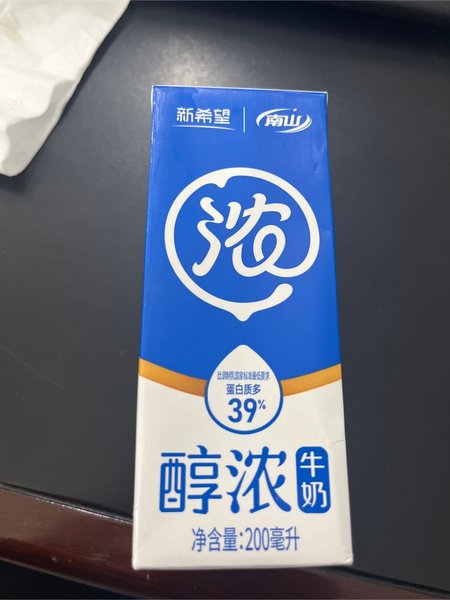 新希望 南山
浓
比调制乳国家标准最低要求
蛋白质多
39%
醇浓牛奶
净含量:200毫升